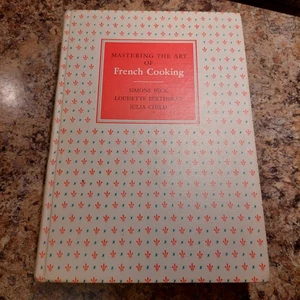 MASTERING THE ART
OF
French Cooking
SIMONE BECK
LOUISETTE BERTHOLLE
JULIA CHILD